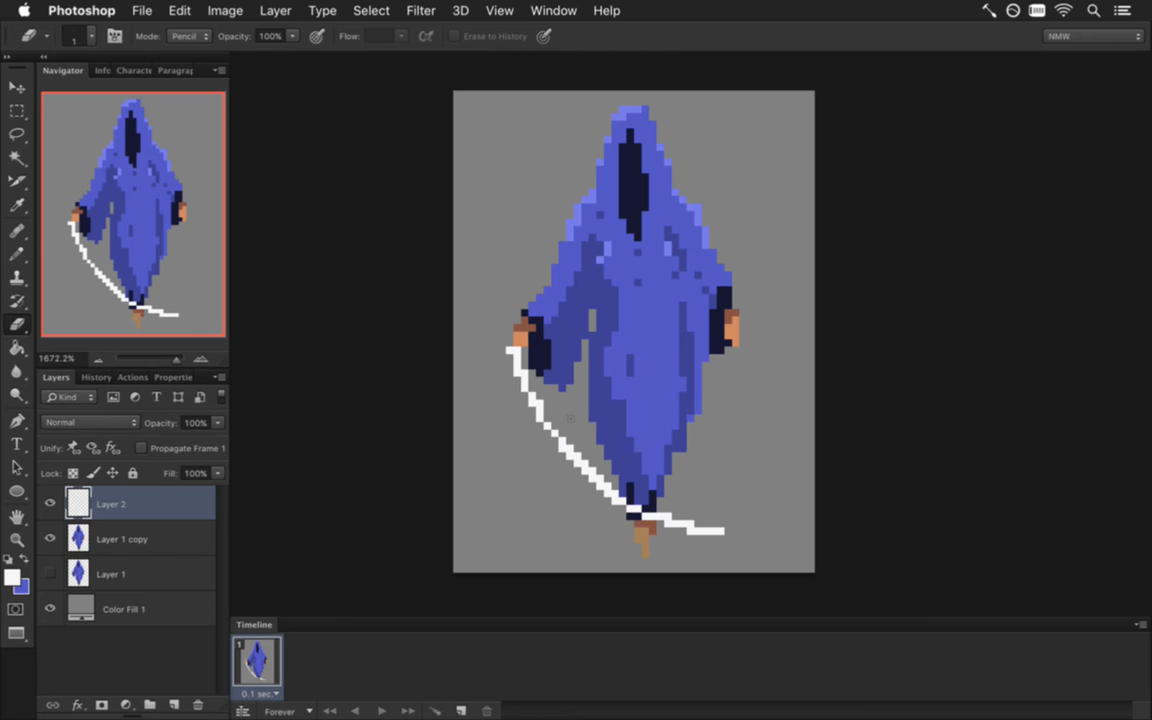 Photoshop File Edit Image Layer Type Select Filter 3D View Window Help
1 Mode: Pencil Opacity: 100% Flow: Erase to History NMW
Navigator Info Characte Paragrap
1672.2%
Layers History Actions Propertie
Kind
Normal Opacity: 100%
Unify: Propagate Frame 1
Lock: Fill: 100%
Layer 2
Layer 1 copy
Layer 1
Color Fill 1
Timeline
1
0.1 sec.
Forever